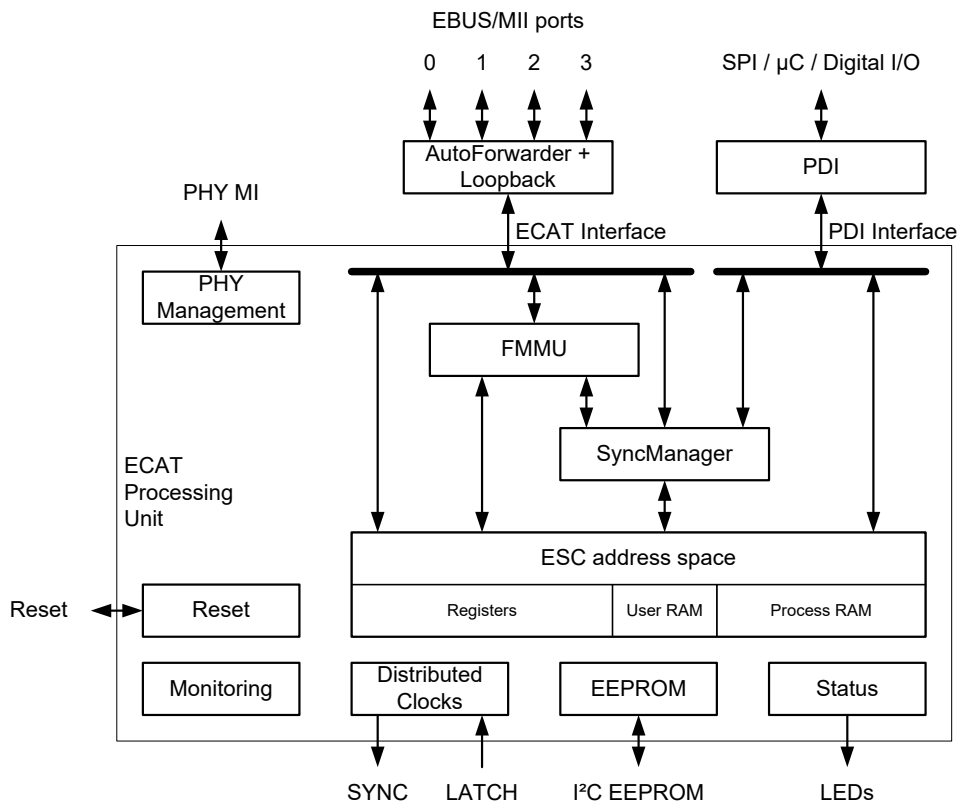 EBUS/MII ports
0 1 2 3
SPI / µC / Digital I/O
AutoForwarder +
Loopback
PDI
PHY MI
ECAT Interface
PDI Interface
PHY
Management
FMMU
SyncManager
ECAT
Processing
Unit
ESC address space
Registers
User RAM
Process RAM
Reset
Reset
Monitoring
Distributed
Clocks
EEPROM
Status
SYNC
LATCH
I²C EEPROM
LEDs